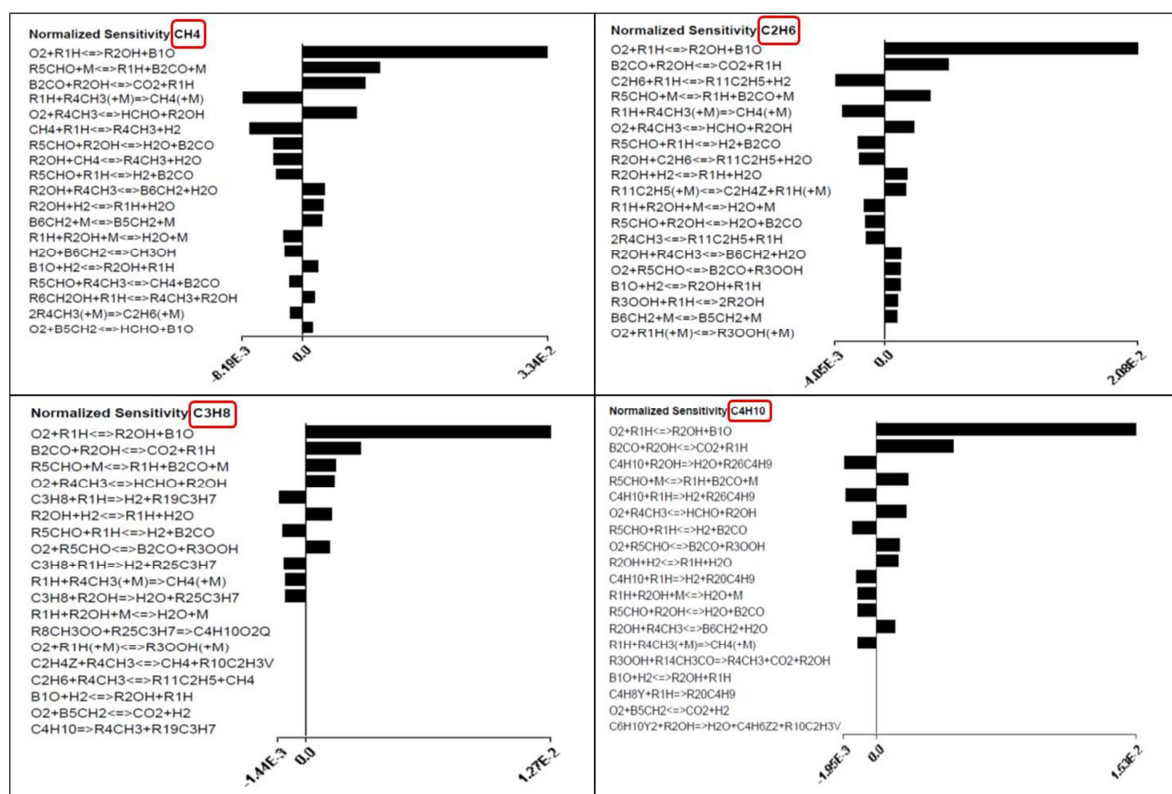 Normalized Sensitivity CH4
O2+R1H<=>R2OH+B1O
R5CHO+M<=>R1H+B2CO+M
B2CO+R2OH<=>CO2+R1H
R1H+R4CH3(+M)=>CH4(+M)
O2+R4CH3<=>HCHO+R2OH
CH4+R1H<=>R4CH3+H2
R5CHO+R2OH<=>H2O+B2CO
R2OH+CH4<=>R4CH3+H2O
R5CHO+R1H<=>H2+B2CO
R2OH+R4CH3<=>B6CH2+H2O
R2OH+H2<=>R1H+H2O
B6CH2+M<=>B5CH2+M
R1H+R2OH+M<=>H2O+M
H2O+B6CH2<=>CH3OH
B1O+H2<=>R2OH+R1H
R5CHO+R4CH3<=>CH4+B2CO
R6CH2OH+R1H<=>R4CH3+R2OH
2R4CH3(+M)=>C2H6(+M)
O2+B5CH2<=>HCHO+B1O
-8.19E-3
0.0
3.34E-2
Normalized Sensitivity C2H6
O2+R1H<=>R2OH+B1O
B2CO+R2OH<=>CO2+R1H
C2H6+R1H<=>R11C2H5+H2
R5CHO+M<=>R1H+B2CO+M
R1H+R4CH3(+M)=>CH4(+M)
O2+R4CH3<=>HCHO+R2OH
R5CHO+R1H<=>H2+B2CO
R2OH+C2H6<=>R11C2H5+H2O
R2OH+H2<=>R1H+H2O
R11C2H5(+M)<=>C2H4Z+R1H(+M)
R1H+R2OH+M<=>H2O+M
R5CHO+R2OH<=>H2O+B2CO
2R4CH3<=>R11C2H5+R1H
R2OH+R4CH3<=>B6CH2+H2O
O2+R5CHO<=>B2CO+R3OOH
B1O+H2<=>R2OH+R1H
R3OOH+R1H<=>2R2OH
B6CH2+M<=>B5CH2+M
O2+R1H(+M)<=>R3OOH(+M)
-4.05E-3
0.0
2.08E-2
Normalized Sensitivity C3H8
O2+R1H<=>R2OH+B1O
B2CO+R2OH<=>CO2+R1H
R5CHO+M<=>R1H+B2CO+M
O2+R4CH3<=>HCHO+R2OH
C3H8+R1H=>H2+R19C3H7
R2OH+H2<=>R1H+H2O
R5CHO+R1H<=>H2+B2CO
O2+R5CHO<=>B2CO+R3OOH
C3H8+R1H=>H2+R25C3H7
R1H+R4CH3(+M)=>CH4(+M)
C3H8+R2OH=>H2O+R25C3H7
R1H+R2OH+M<=>H2O+M
R8CH3OO+R25C3H7=>C4H10O2Q
O2+R1H(+M)<=>R3OOH(+M)
C2H4Z+R4CH3<=>CH4+R10C2H3V
C2H6+R4CH3<=>R11C2H5+CH4
B1O+H2<=>R2OH+R1H
O2+B5CH2<=>CO2+H2
C4H10=>R4CH3+R19C3H7
-1.44E-3
0.0
1.27E-2
Normalized Sensitivity C4H10
O2+R1H<=>R2OH+B1O
B2CO+R2OH<=>CO2+R1H
C4H10+R2OH=>H2O+R26C4H9
R5CHO+M<=>R1H+B2CO+M
C4H10+R1H=>H2+R26C4H9
O2+R4CH3<=>HCHO+R2OH
R5CHO+R1H<=>H2+B2CO
O2+R5CHO<=>B2CO+R3OOH
R2OH+H2<=>R1H+H2O
C4H10+R1H=>H2+R20C4H9
R1H+R2OH+M<=>H2O+M
R5CHO+R2OH<=>H2O+B2CO
R2OH+R4CH3<=>B6CH2+H2O
R1H+R4CH3(+M)=>CH4(+M)
R3OOH+R14CH3CO=>R4CH3+CO2+R2OH
B1O+H2<=>R2OH+R1H
C4H8Y+R1H=>R20C4H9
O2+B5CH2<=>CO2+H2
C6H10Y2+R2OH=>H2O+C4H6Z2+R10C2H3V
-1.95E-3
0.0
1.63E-2